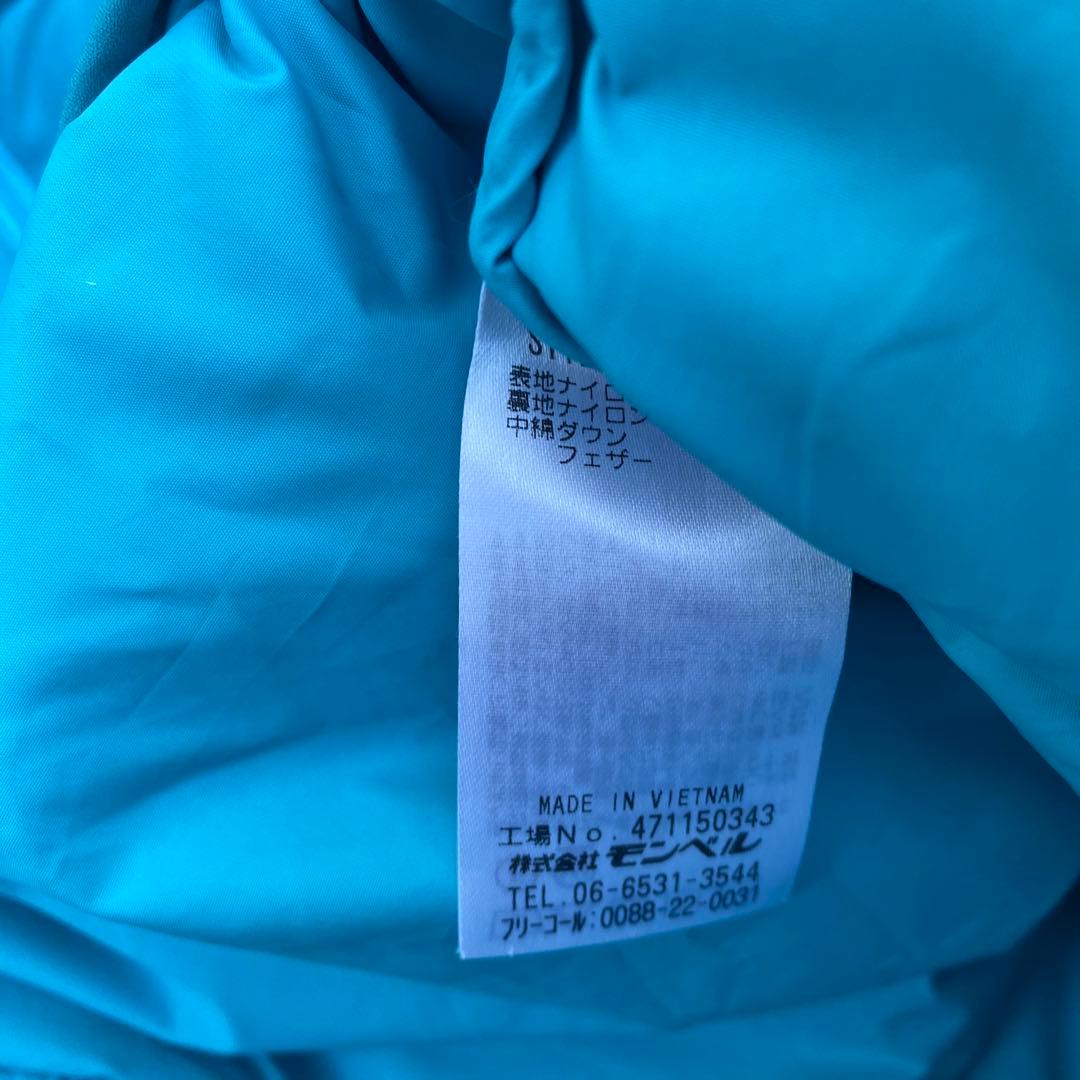 表地ナイロ
裏地ナイロン
中綿ダウン
フェザー
MADE IN VIETNAM
工場No. 471150343
株式会社 モンベル
TEL.06-6531-3544
フリーコール:0088-22-0031